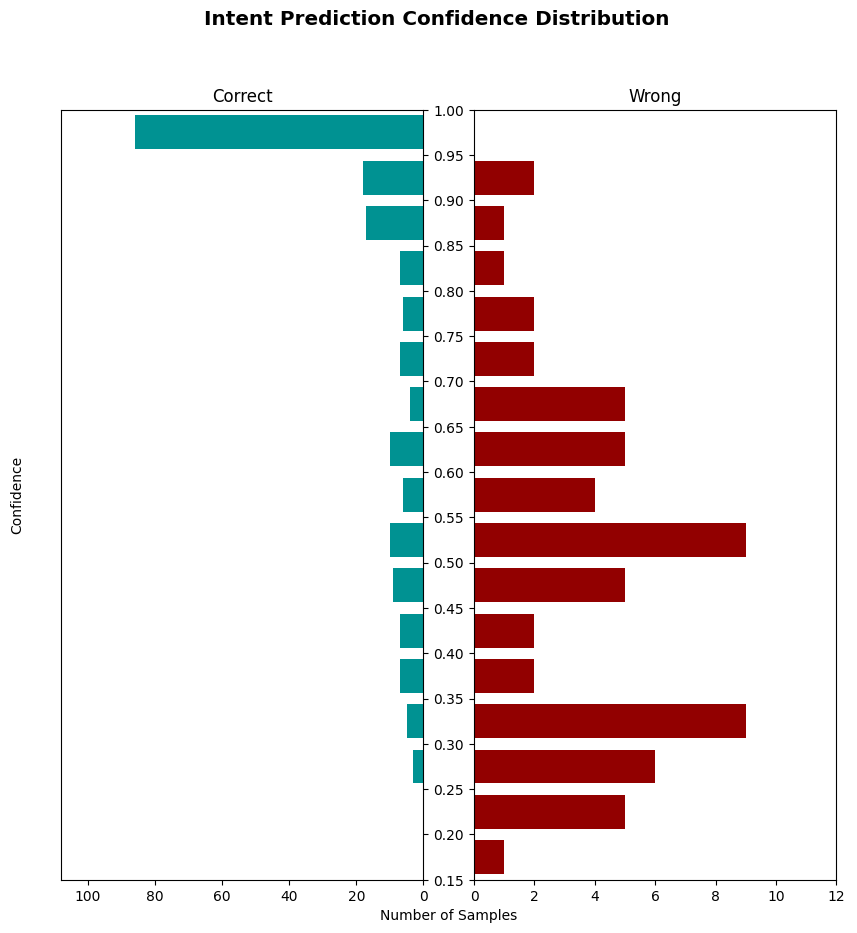 Intent Prediction Confidence Distribution
Correct
Wrong
Confidence
1.00
0.95
0.90
0.85
0.80
0.75
0.70
0.65
0.60
0.55
0.50
0.45
0.40
0.35
0.30
0.25
0.20
0.15
100 80 60 40 20 0
0 2 4 6 8 10 12
Number of Samples